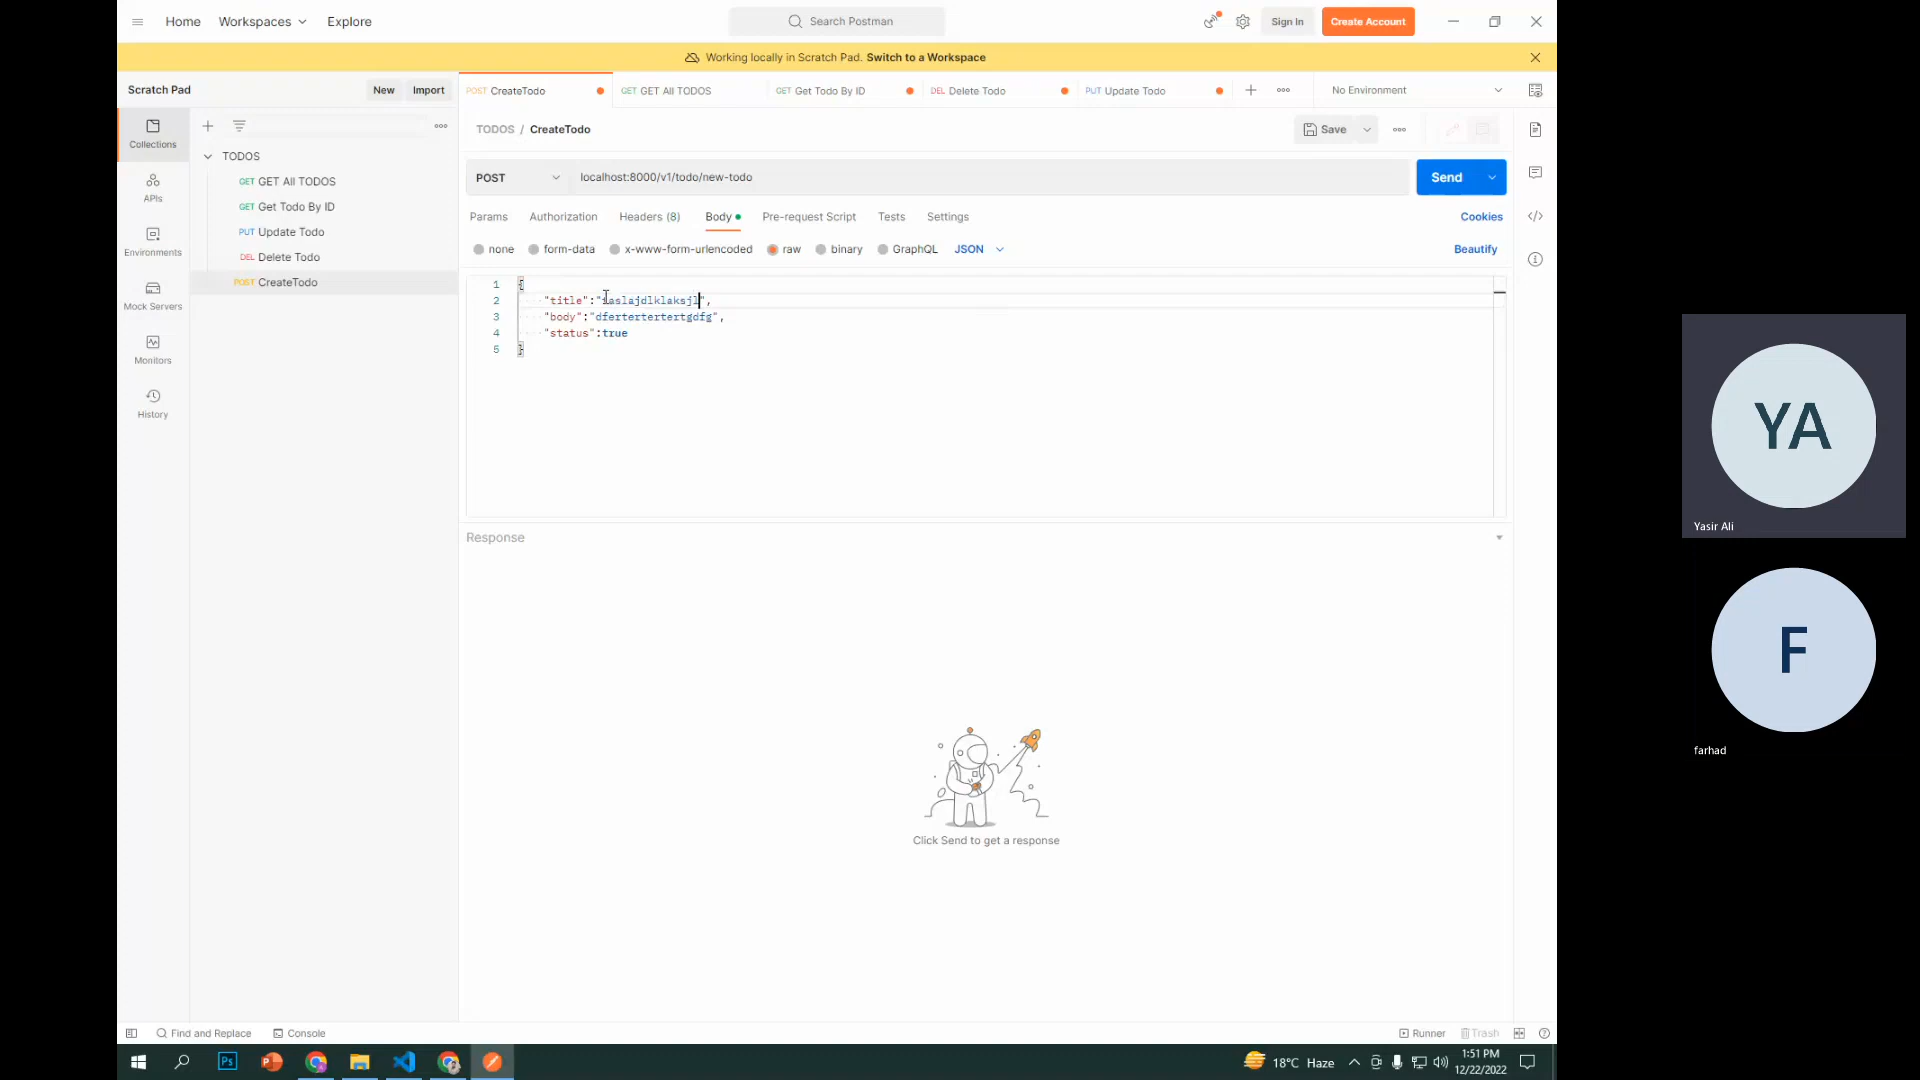 Home Workspaces Explore Search Postman Sign In Create Account
Working locally in Scratch Pad. Switch to a Workspace
Scratch Pad New Import
POST CreateTodo GET GET All TODOS GET Get Todo By ID DEL Delete Todo PUT Update Todo No Environment
Collections
APIs
Environments
Mock Servers
Monitors
History
TODOS
GET GET All TODOS
GET Get Todo By ID
PUT Update Todo
DEL Delete Todo
POST CreateTodo
TODOS / CreateTodo Save
POST localhost:8000/v1/todo/new-todo Send
Params Authorization Headers (8) Body Pre-request Script Tests Settings Cookies
none form-data x-www-form-urlencoded raw binary GraphQL JSON Beautify
1 {
2 "title":
3 "body":"dfertertertertgdfg",
4 "status":true
5 }
Response
Click Send to get a response
Find and Replace Console Runner Trash
Ps
18°C Haze 1:51 PM
12/22/2022
YA
Yasir Ali
F
farhad